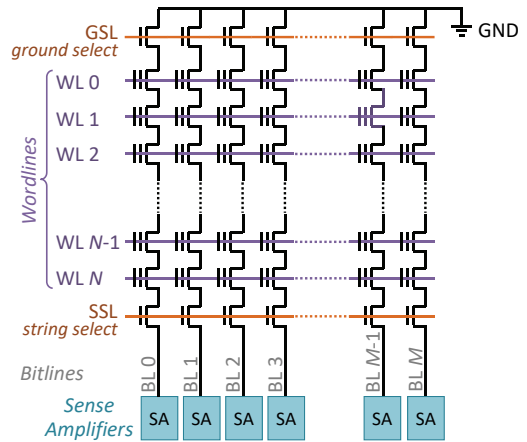 GSL
ground select
GND
Wordlines
WL 0
WL 1
WL 2
WL N-1
WL N
SSL
string select
Bitlines
BL 0
BL 1
BL 2
BL 3
BL M-1
BL M
Sense
Amplifiers
SA SA SA SA SA SA